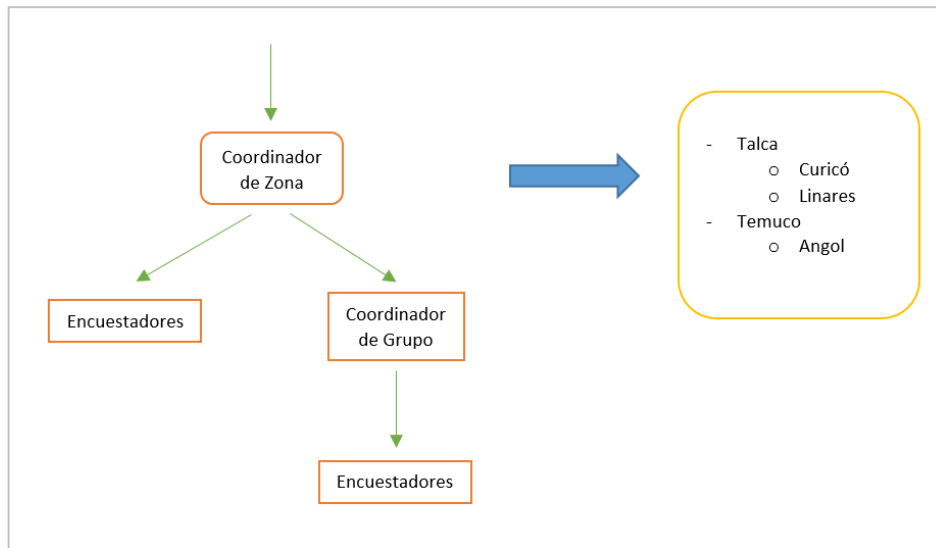 Coordinador
de Zona
Encuestadores
Coordinador
de Grupo
Encuestadores
- Talca
o Curicó
o Linares
- Temuco
o Angol